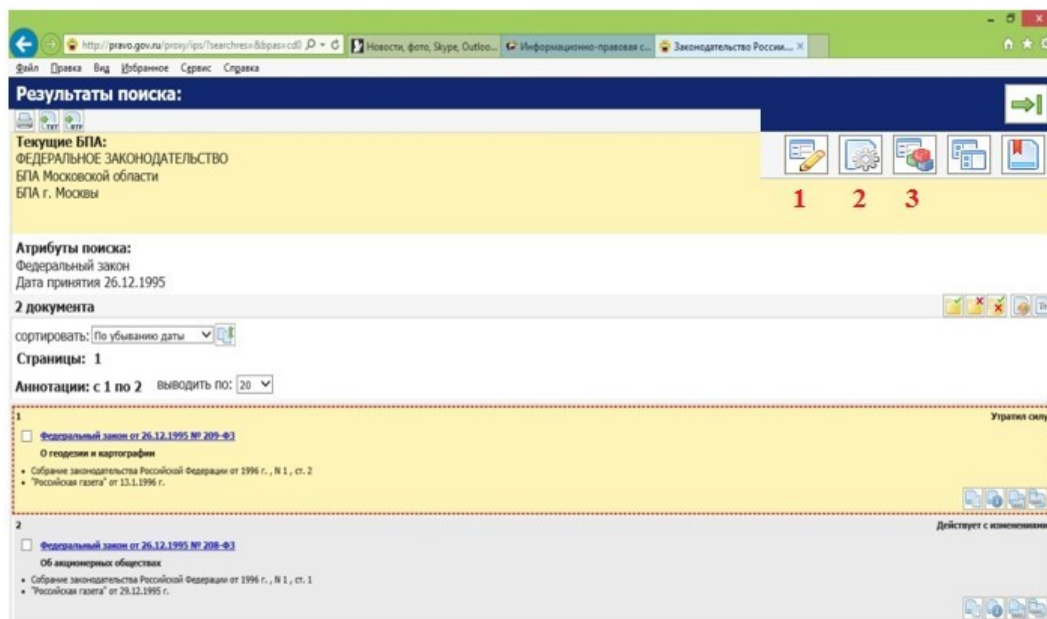 http://pravo.gov.ru/proxy/ips/?searchres=&bpas=cd0
Новости, фото, Skype, Outloo...
Информационно-правовая с...
Законодательство России....
Файл Правка Вид Избранное Сервис Справка
Результаты поиска:
TXT RTF
Текущие БПА:
ФЕДЕРАЛЬНОЕ ЗАКОНОДАТЕЛЬСТВО
БПА Московской области
БПА г. Москвы
1 2 3
Атрибуты поиска:
Федеральный закон
Дата принятия 26.12.1995
2 документа
сортировать: По убыванию даты
Страницы: 1
Аннотации: с 1 по 2 выводить по: 20
1 Утратил силу
Федеральный закон от 26.12.1995 № 209-ФЗ
О геодезии и картографии
• Собрание законодательства Российской Федерации от 1996 г. , N 1 , ст. 2
• "Российская газета" от 13.1.1996 г.
2 Действует с изменениями
Федеральный закон от 26.12.1995 № 208-ФЗ
Об акционерных обществах
• Собрание законодательства Российской Федерации от 1996 г. , N 1 , ст. 1
• "Российская газета" от 29.12.1995 г.